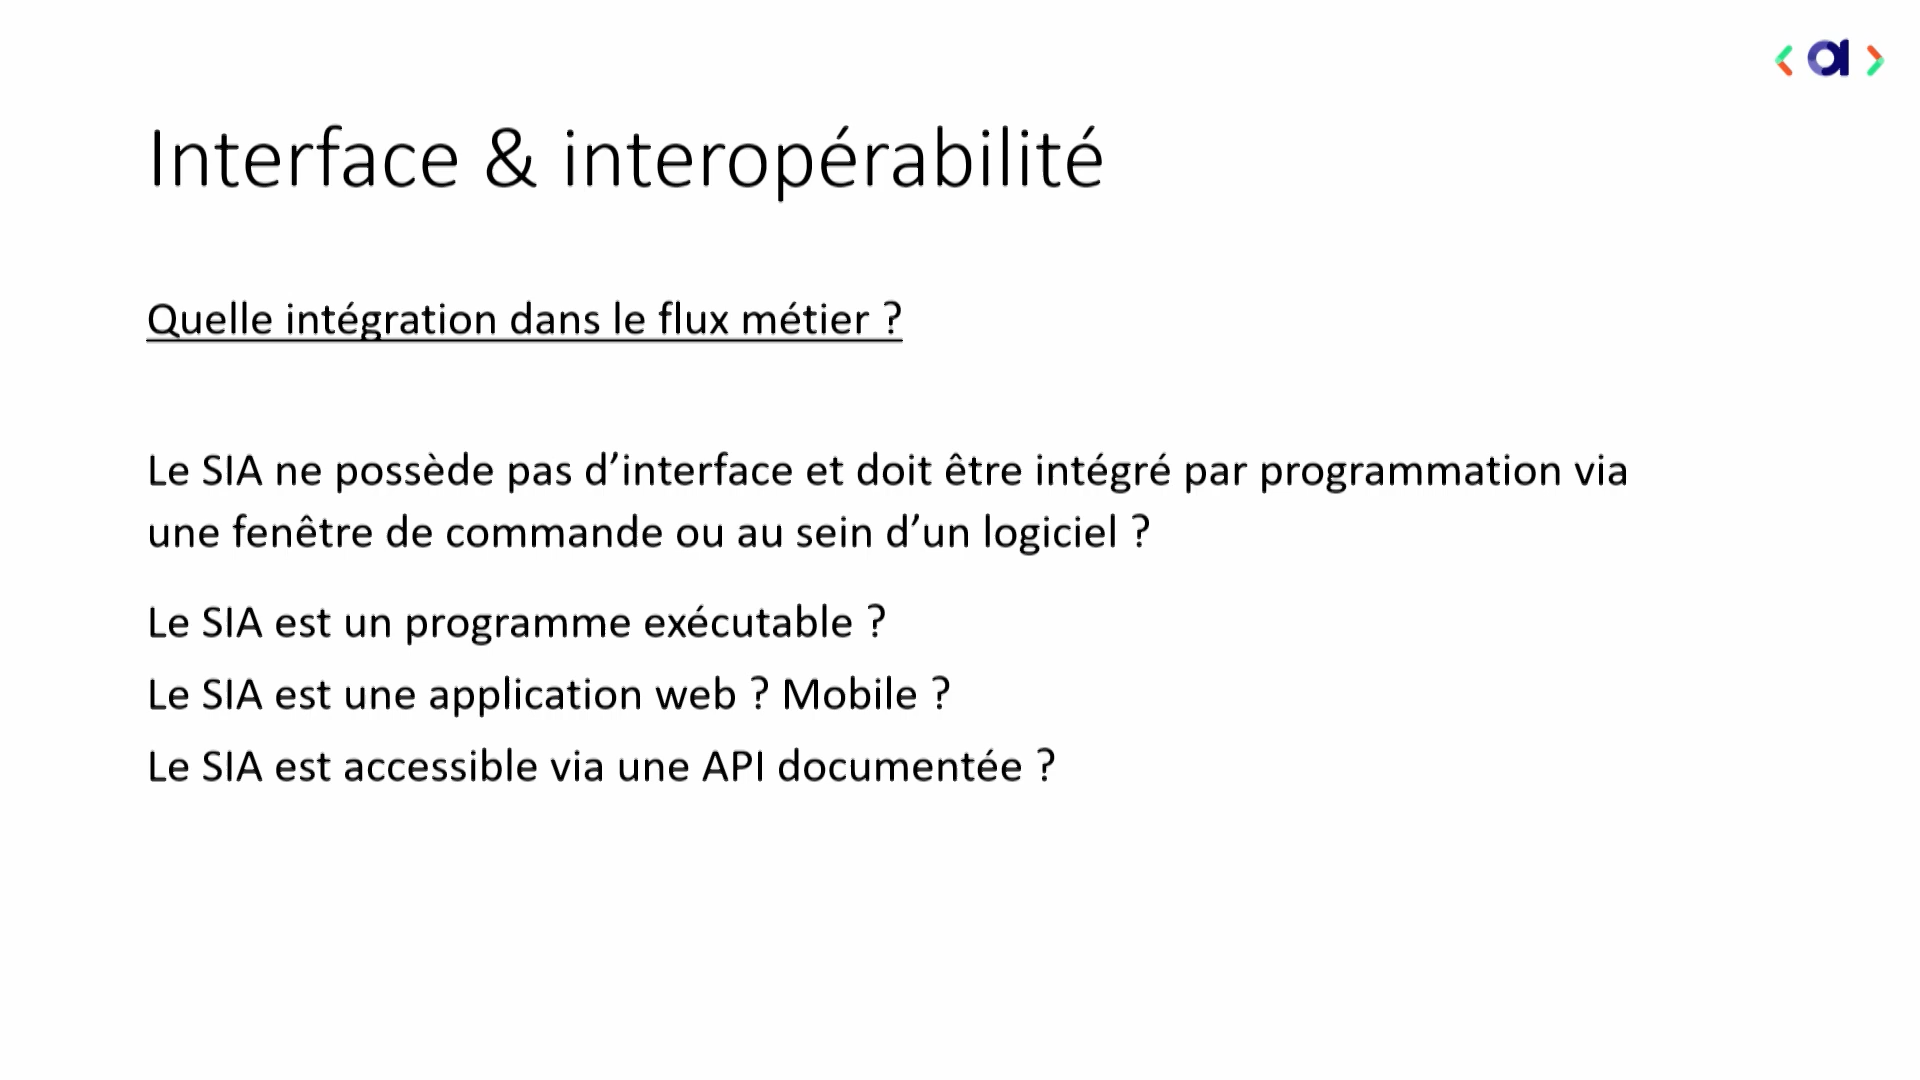 < a >
Interface & interopérabilité
Quelle intégration dans le flux métier ?
Le SIA ne possède pas d’interface et doit être intégré par programmation via
une fenêtre de commande ou au sein d’un logiciel ?
Le SIA est un programme exécutable ?
Le SIA est une application web ? Mobile ?
Le SIA est accessible via une API documentée ?